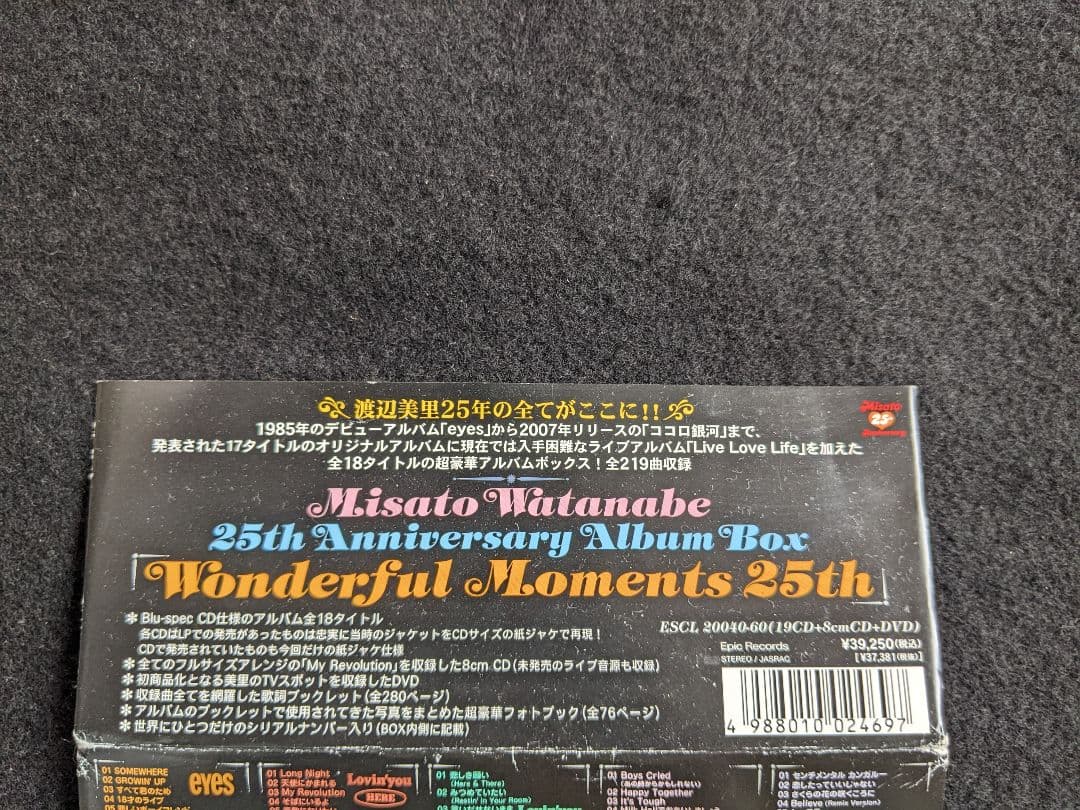 渡辺美里25年の全てがここに!!
1985年のデビューアルバム「eyes」から2007年リリースの「ココロ銀河」まで、
発表された17タイトルのオリジナルアルバムに現在では入手困難なライブアルバム「Live Love Life」を加えた
全18タイトルの超豪華アルバムボックス！全219曲収録
Misato
25th
Anniversary
Misato Watanabe
25th Anniversary Album Box
「Wonderful Moments 25th」
＊Blu-spec CD仕様のアルバム全18タイトル
各CDはLPでの発売があったものは忠実に当時のジャケットをCDサイズの紙ジャケで再現！
CDで発売されていたものも今回だけの紙ジャケ仕様
＊全てのフルサイズアレンジの「My Revolution」を収録した8cm CD(未発売のライブ音源も収録)
＊初商品化となる美里のTVスポットを収録したDVD
＊収録曲全てを網羅した歌詞ブックレット(全280ページ)
＊アルバムのブックレットで使用されてきた写真をまとめた超豪華フォトブック(全76ページ)
＊世界にひとつだけのシリアルナンバー入り(BOX内側に記載)
ESCL 20040-60(19CD+8cmCD+DVD)
Epic Records
STEREO / JASRAC
¥39,250(税込)
[¥37,381(税抜)]
4 988010 024697
eyes
01 SOMEWHERE
02 GROWIN' UP
03 すべて君のため
04 18才のライブ
Lovin'you
HERE
01 Long Night
02 天使にかまれる
03 My Revolution
04 そばにいるよ
01 悲しき願い
(Here & There)
02 みつめていたい
(Restin' in Your Room)
01 Boys Cried
(あの時からかもしれない)
02 Happy Together
03 It's Tough
01 センチメンタル カンガルー
02 恋したっていいじゃない
03 さくらの花の咲くころに
04 Believe (Remix Version)